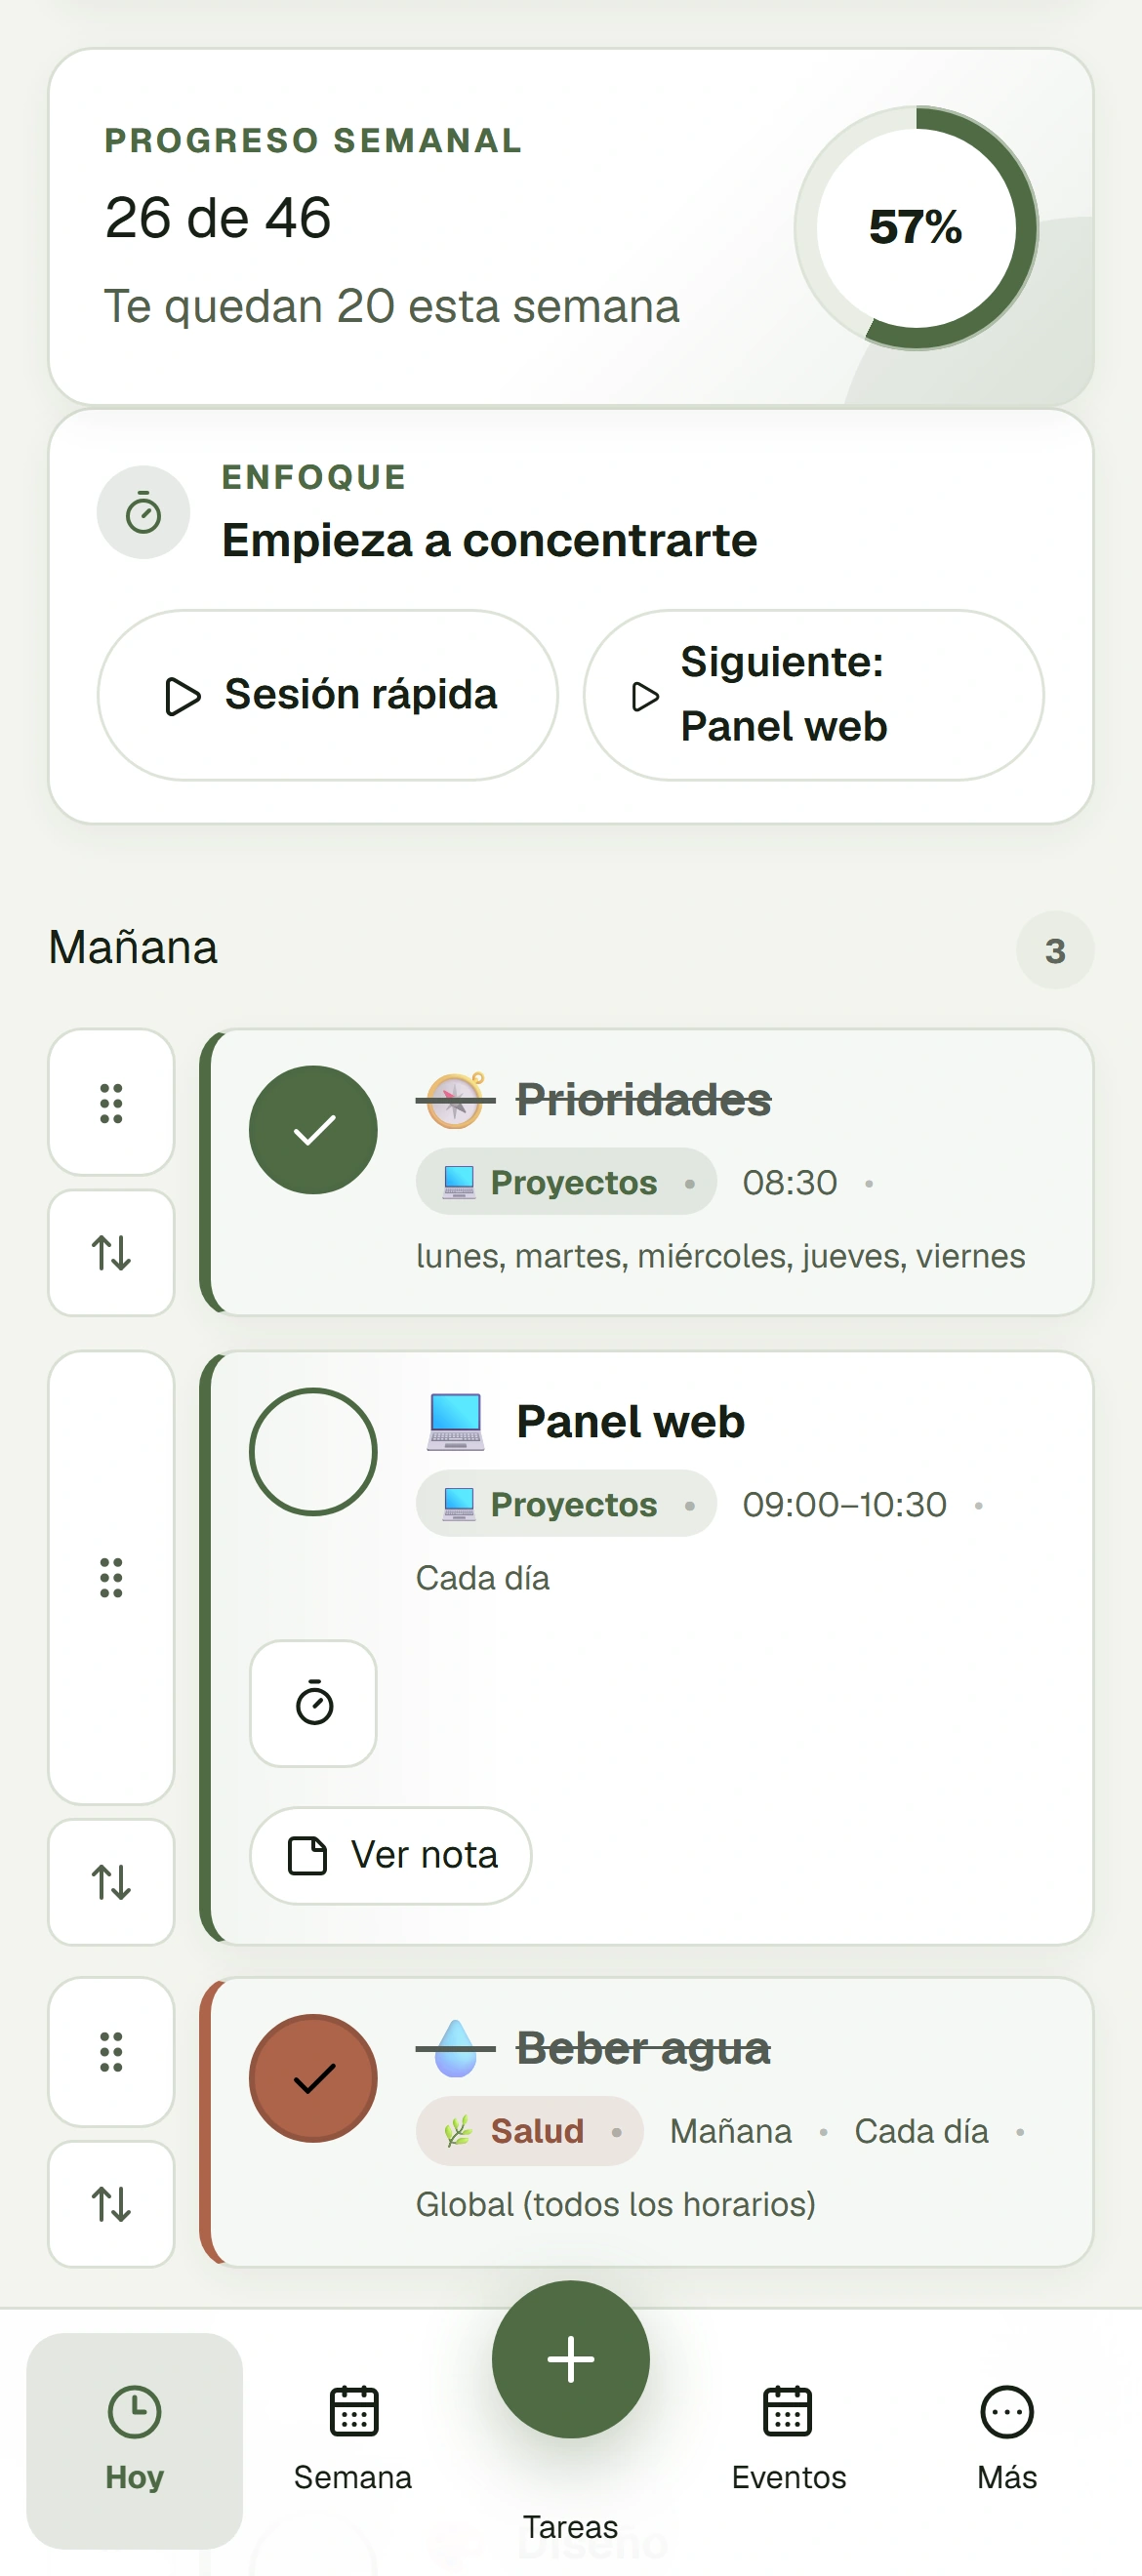 PROGRESO SEMANAL
26 de 46
Te quedan 20 esta semana
57%
ENFOQUE
Empieza a concentrarte
Sesión rápida
Siguiente:
Panel web
Mañana
3
Prioridades
Proyectos • 08:30 •
lunes, martes, miércoles, jueves, viernes
Panel web
Proyectos • 09:00–10:30 •
Cada día
Ver nota
Beber agua
Salud • Mañana • Cada día •
Global (todos los horarios)
Hoy
Semana
Tareas
Eventos
Más
Diseño